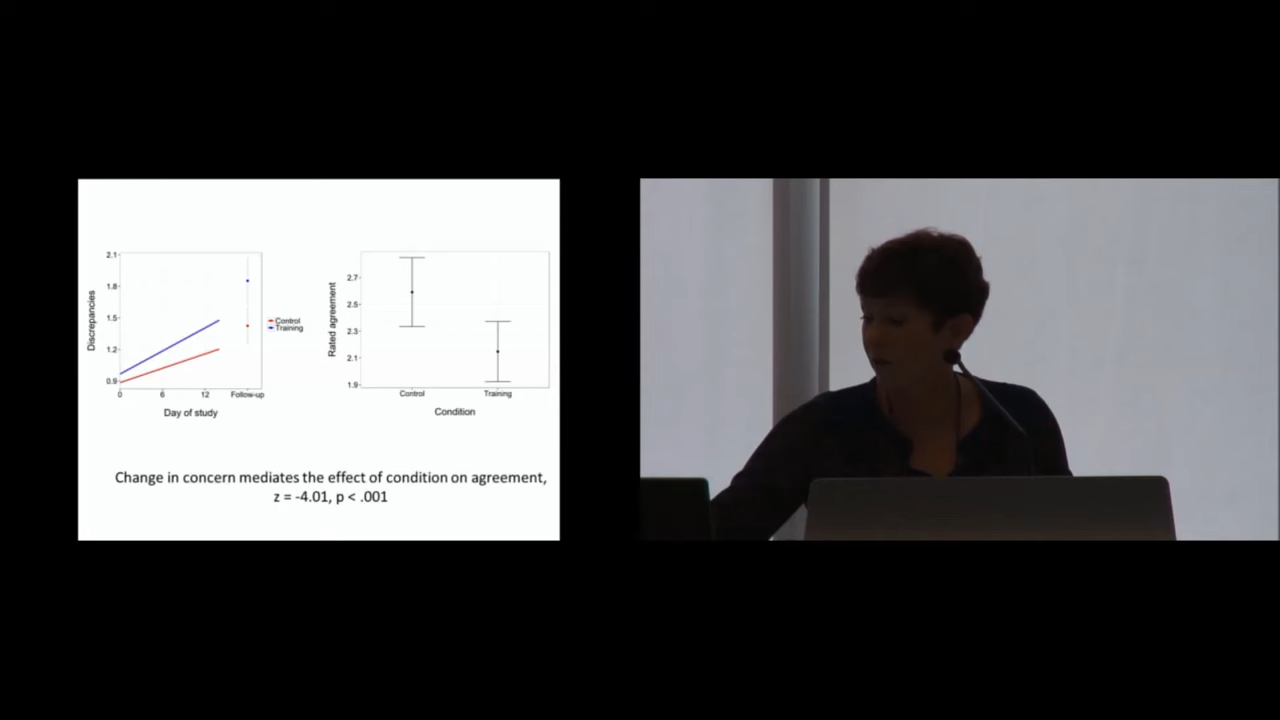 2.1
1.8
1.5
1.2
0.9
Discrepancies
0 6 12 Follow-up
Day of study
Control
Training
2.7
2.5
2.3
2.1
1.9
Rated agreement
Control Training
Condition
Change in concern mediates the effect of condition on agreement,
z = -4.01, p < .001